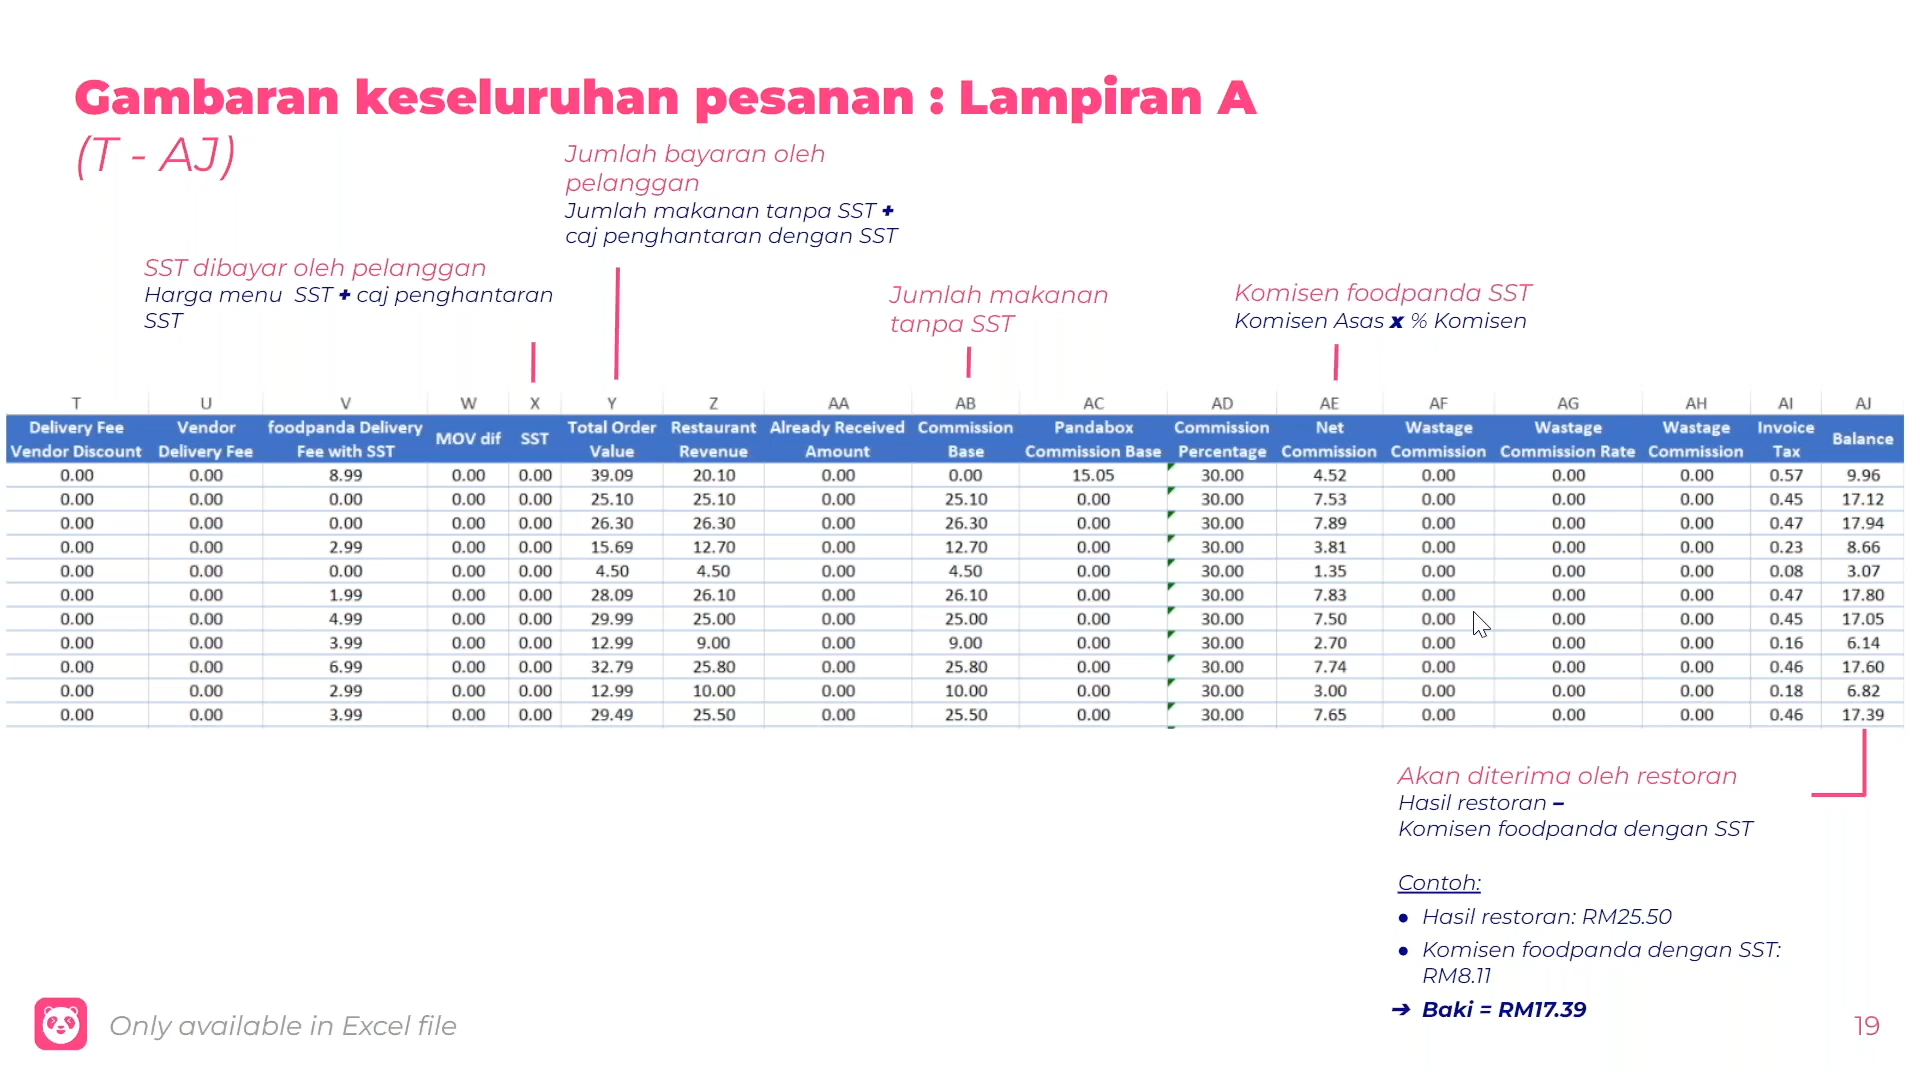 Gambaran keseluruhan pesanan : Lampiran A
(T - AJ)
Jumlah bayaran oleh
pelanggan
Jumlah makanan tanpa SST +
caj penghantaran dengan SST
SST dibayar oleh pelanggan
Harga menu SST + caj penghantaran
SST
Jumlah makanan
tanpa SST
Komisen foodpanda SST
Komisen Asas x % Komisen
T U V W X Y Z AA AB AC AD AE AF AG AH AI AJ
Delivery Fee Vendor foodpanda Delivery MOV dif SST Total Order Restaurant Already Received Commission Pandabox Commission Net Wastage Wastage Wastage Invoice Balance
Vendor Discount Delivery Fee Fee with SST Value Revenue Amount Base Commission Base Percentage Commission Commission Commission Rate Commission Tax
0.00 0.00 8.99 0.00 0.00 39.09 20.10 0.00 0.00 15.05 30.00 4.52 0.00 0.00 0.00 0.57 9.96
0.00 0.00 0.00 0.00 0.00 25.10 25.10 0.00 25.10 0.00 30.00 7.53 0.00 0.00 0.00 0.45 17.12
0.00 0.00 0.00 0.00 0.00 26.30 26.30 0.00 26.30 0.00 30.00 7.89 0.00 0.00 0.00 0.47 17.94
0.00 0.00 2.99 0.00 0.00 15.69 12.70 0.00 12.70 0.00 30.00 3.81 0.00 0.00 0.00 0.23 8.66
0.00 0.00 0.00 0.00 0.00 4.50 4.50 0.00 4.50 0.00 30.00 1.35 0.00 0.00 0.00 0.08 3.07
0.00 0.00 1.99 0.00 0.00 28.09 26.10 0.00 26.10 0.00 30.00 7.83 0.00 0.00 0.00 0.47 17.80
0.00 0.00 4.99 0.00 0.00 29.99 25.00 0.00 25.00 0.00 30.00 7.50 0.00 0.00 0.00 0.45 17.05
0.00 0.00 3.99 0.00 0.00 12.99 9.00 0.00 9.00 0.00 30.00 2.70 0.00 0.00 0.00 0.16 6.14
0.00 0.00 6.99 0.00 0.00 32.79 25.80 0.00 25.80 0.00 30.00 7.74 0.00 0.00 0.00 0.46 17.60
0.00 0.00 2.99 0.00 0.00 12.99 10.00 0.00 10.00 0.00 30.00 3.00 0.00 0.00 0.00 0.18 6.82
0.00 0.00 3.99 0.00 0.00 29.49 25.50 0.00 25.50 0.00 30.00 7.65 0.00 0.00 0.00 0.46 17.39
Akan diterima oleh restoran
Hasil restoran –
Komisen foodpanda dengan SST
Contoh:
● Hasil restoran: RM25.50
● Komisen foodpanda dengan SST:
RM8.11
➔ Baki = RM17.39
Only available in Excel file
19